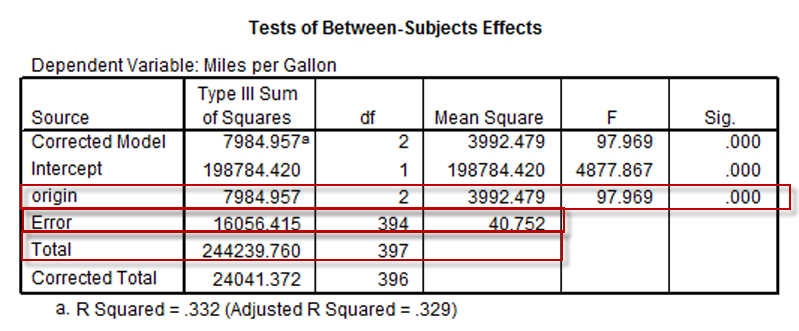 Tests of Between-Subjects Effects
Dependent Variable: Miles per Gallon
Source Type III Sum of Squares df Mean Square F Sig.
Corrected Model 7984.957a 2 3992.479 97.969 .000
Intercept 198784.420 1 198784.420 4877.867 .000
origin 7984.957 2 3992.479 97.969 .000
Error 16056.415 394 40.752
Total 244239.760 397
Corrected Total 24041.372 396
a. R Squared = .332 (Adjusted R Squared = .329)